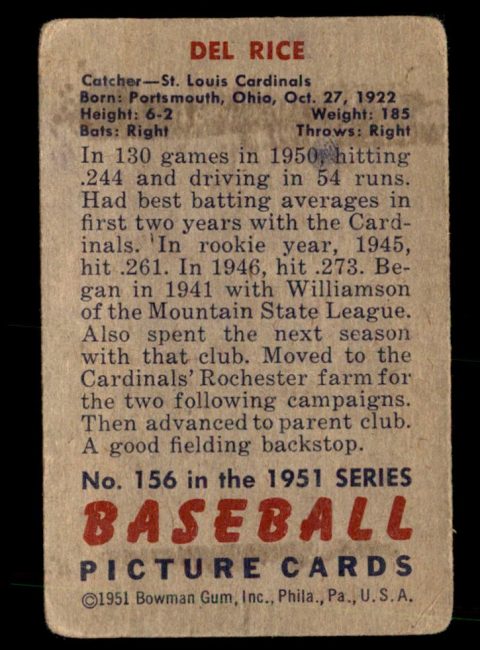 DEL RICE
Catcher—St. Louis Cardinals
Born: Portsmouth, Ohio, Oct. 27, 1922
Height: 6-2 Weight: 185
Bats: Right Throws: Right
In 130 games in 1950, hitting
.244 and driving in 54 runs.
Had best batting averages in
first two years with the Card-
inals. In rookie year, 1945,
hit .261. In 1946, hit .273. Be-
gan in 1941 with Williamson
of the Mountain State League.
Also spent the next season
with that club. Moved to the
Cardinals' Rochester farm for
the two following campaigns.
Then advanced to parent club.
A good fielding backstop.
No. 156 in the 1951 SERIES
BASEBALL
PICTURE CARDS
©1951 Bowman Gum, Inc., Phila., Pa., U.S.A.